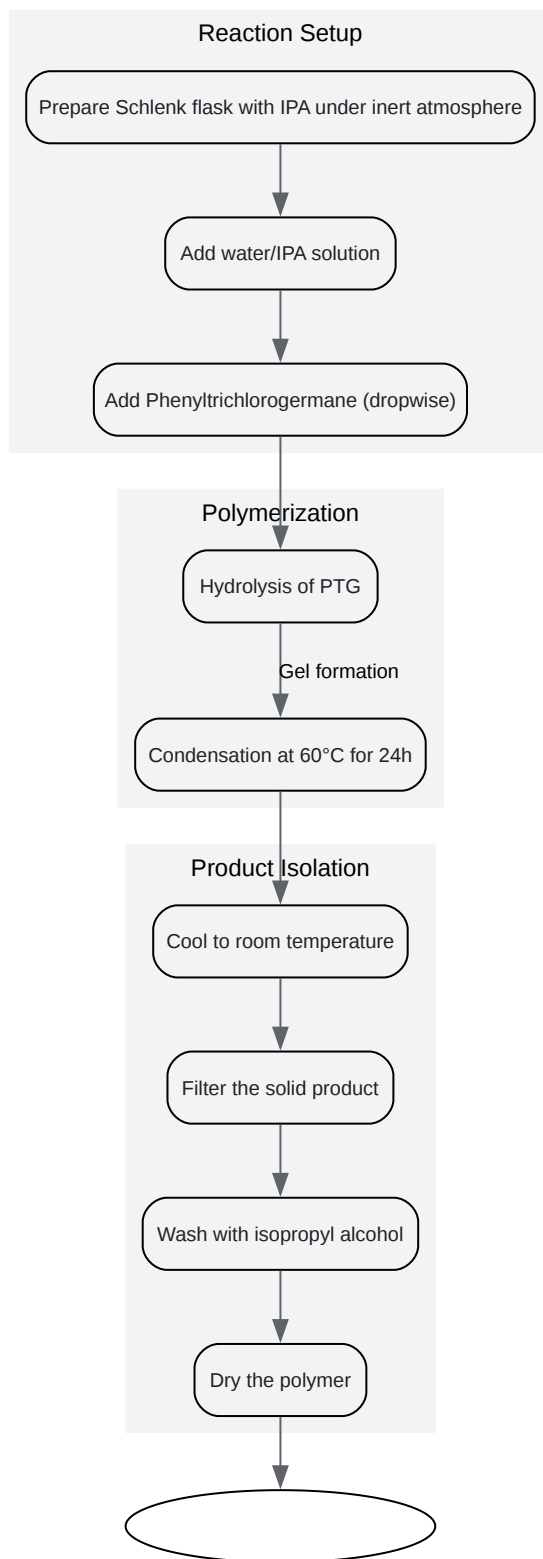 Reaction Setup
Prepare Schlenk flask with IPA under inert atmosphere
Add water/IPA solution
Add Phenyltrichlorogermane (dropwise)
Polymerization
Hydrolysis of PTG
Gel formation
Condensation at 60°C for 24h
Product Isolation
Cool to room temperature
Filter the solid product
Wash with isopropyl alcohol
Dry the polymer